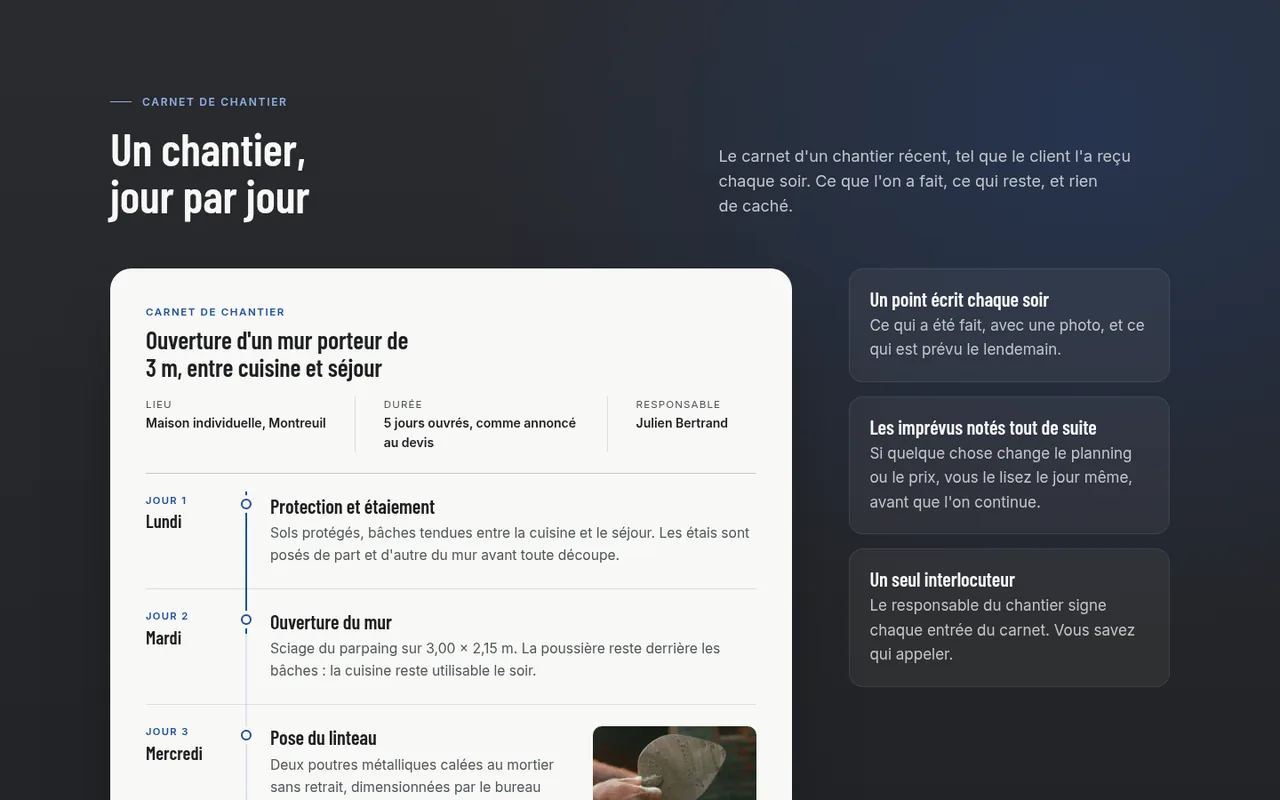 CARNET DE CHANTIER
Un chantier,
jour par jour
Le carnet d'un chantier récent, tel que le client l'a reçu
chaque soir. Ce que l'on a fait, ce qui reste, et rien
de caché.
CARNET DE CHANTIER
Ouverture d'un mur porteur de
3 m, entre cuisine et séjour
LIEU
Maison individuelle, Montreuil
DURÉE
5 jours ouvrés, comme annoncé
au devis
RESPONSABLE
Julien Bertrand
JOUR 1
Lundi
Protection et étaiement
Sols protégés, bâches tendues entre la cuisine et le séjour. Les étais sont
posés de part et d'autre du mur avant toute découpe.
JOUR 2
Mardi
Ouverture du mur
Sciage du parpaing sur 3,00 × 2,15 m. La poussière reste derrière les
bâches : la cuisine reste utilisable le soir.
JOUR 3
Mercredi
Pose du linteau
Deux poutres métalliques calées au mortier
sans retrait, dimensionnées par le bureau
Un point écrit chaque soir
Ce qui a été fait, avec une photo, et ce
qui est prévu le lendemain.
Les imprévus notés tout de suite
Si quelque chose change le planning
ou le prix, vous le lisez le jour même,
avant que l'on continue.
Un seul interlocuteur
Le responsable du chantier signe
chaque entrée du carnet. Vous savez
qui appeler.